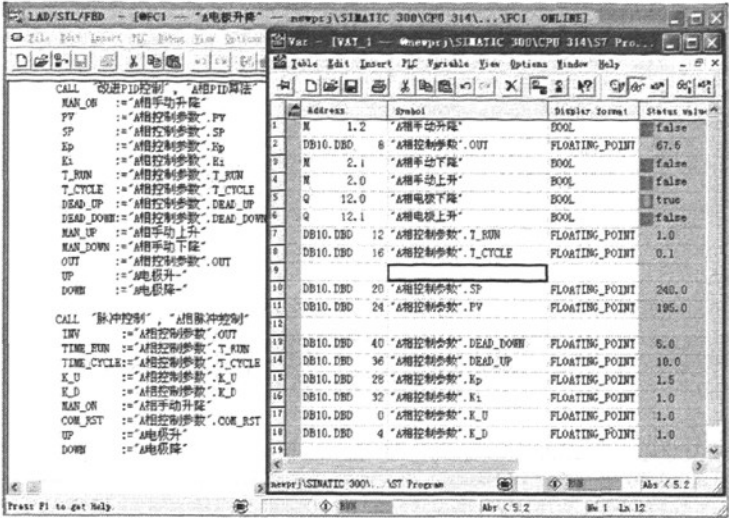 LAD/STL/FBD - [@FC1 -- "A电极升降" -- newprj\SIMATIC 300\CPU 314\...\FC1 ONLINE]
File Edit Insert PLC Debug View Options
CALL "改进PID控制", "A相PID算法"
MAN_ON :="A相手动升降"
PV :="A相控制参数".PV
SP :="A相控制参数".SP
Kp :="A相控制参数".Kp
Ki :="A相控制参数".Ki
T_RUN :="A相控制参数".T_RUN
T_CYCLE :="A相控制参数".T_CYCLE
DEAD_UP :="A相控制参数".DEAD_UP
DEAD_DOWN:="A相控制参数".DEAD_DOWN
MAN_UP :="A相手动上升"
MAN_DOWN :="A相手动下降"
OUT :="A相控制参数".OUT
UP :="A电极升-"
DOWN :="A电极降-"
CALL "脉冲控制", "A相脉冲控制"
INV :="A相控制参数".OUT
TIME_RUN :="A相控制参数".T_RUN
TIME_CYCLE:="A相控制参数".T_CYCLE
K_U :="A相控制参数".K_U
K_D :="A相控制参数".K_D
MAN_ON :="A相手动升降"
COM_RST :="A相控制参数".COM_RST
UP :="A电极升"
DOWN :="A电极降"
Press F1 to get Help.
RUN
Abs < 5.2
Nw 1 Ln 12
Var - [VAT_1 -- @newprj\SIMATIC 300\CPU 314\S7 Pro...
Table Edit Insert PLC Variable View Options Window Help
Address Symbol Display format Status value
1 M 1.2 "A相手动升降" BOOL false
2 DB10.DBD 8 "A相控制参数".OUT FLOATING_POINT 67.5
3 M 2.1 "A相手动下降" BOOL false
4 M 2.0 "A相手动上升" BOOL false
5 Q 12.0 "A相电极下降" BOOL true
6 Q 12.1 "A相电极上升" BOOL false
7 DB10.DBD 12 "A相控制参数".T_RUN FLOATING_POINT 1.0
8 DB10.DBD 16 "A相控制参数".T_CYCLE FLOATING_POINT 0.1
9
10 DB10.DBD 20 "A相控制参数".SP FLOATING_POINT 240.0
11 DB10.DBD 24 "A相控制参数".PV FLOATING_POINT 195.0
12
13 DB10.DBD 40 "A相控制参数".DEAD_DOWN FLOATING_POINT 5.0
14 DB10.DBD 36 "A相控制参数".DEAD_UP FLOATING_POINT 10.0
15 DB10.DBD 28 "A相控制参数".Kp FLOATING_POINT 1.5
16 DB10.DBD 32 "A相控制参数".Ki FLOATING_POINT 1.0
17 DB10.DBD 0 "A相控制参数".K_U FLOATING_POINT 1.0
18 DB10.DBD 4 "A相控制参数".K_D FLOATING_POINT 1.0
19
newprj\SIMATIC 300\...\S7 Program
RUN
Abs < 5.2